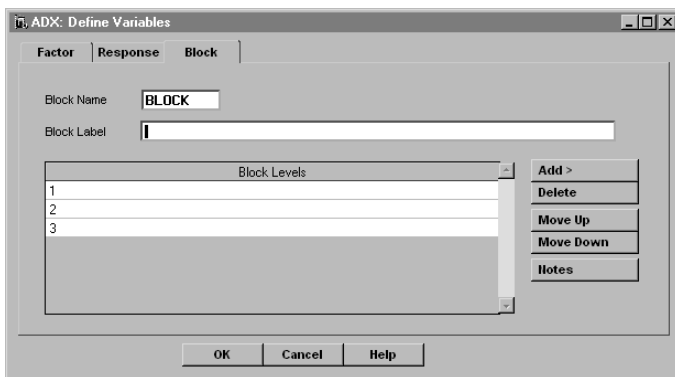 ADX: Define Variables
Factor Response Block
Block Name BLOCK
Block Label
Block Levels
1
2
3
Add >
Delete
Move Up
Move Down
Notes
OK Cancel Help